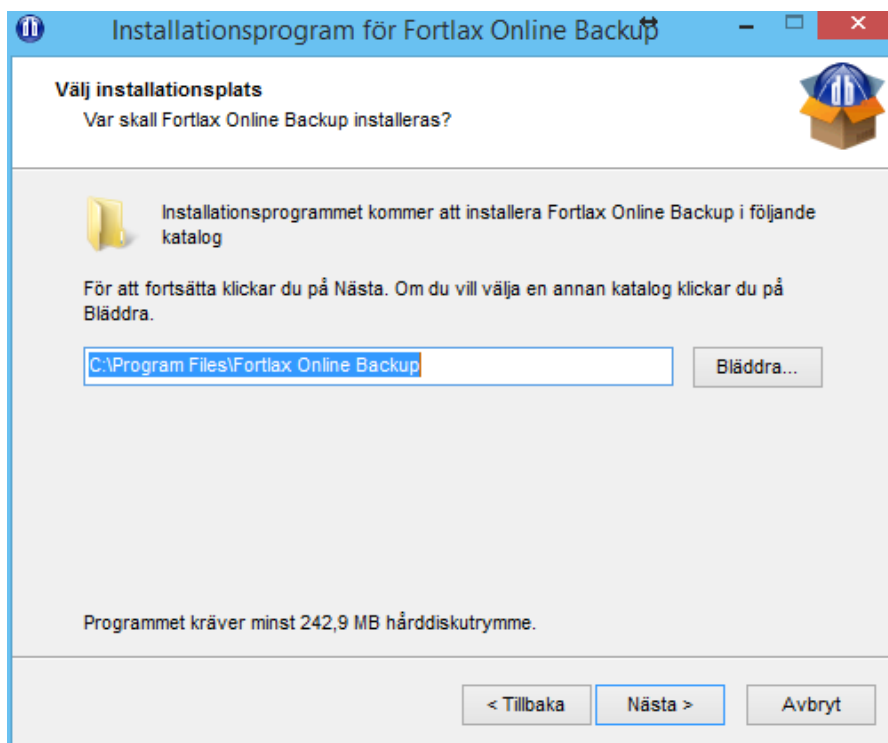 Installationsprogram för Fortlax Online Backup
Välj installationsplats
Var skall Fortlax Online Backup installeras?
db
Installationsprogrammet kommer att installera Fortlax Online Backup i följande
katalog
För att fortsätta klickar du på Nästa. Om du vill välja en annan katalog klickar du på
Bläddra.
C:\Program Files\Fortlax Online Backup
Bläddra...
Programmet kräver minst 242,9 MB hårddiskutrymme.
< Tillbaka
Nästa >
Avbryt